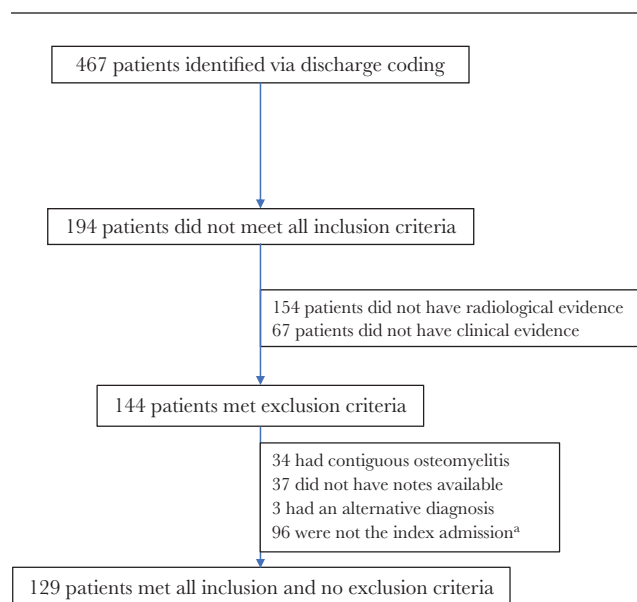 467 patients identified via discharge coding
194 patients did not meet all inclusion criteria
154 patients did not have radiological evidence
67 patients did not have clinical evidence
144 patients met exclusion criteria
34 had contiguous osteomyelitis
37 did not have notes available
3 had an alternative diagnosis
96 were not the index admissionᵃ
129 patients met all inclusion and no exclusion criteria